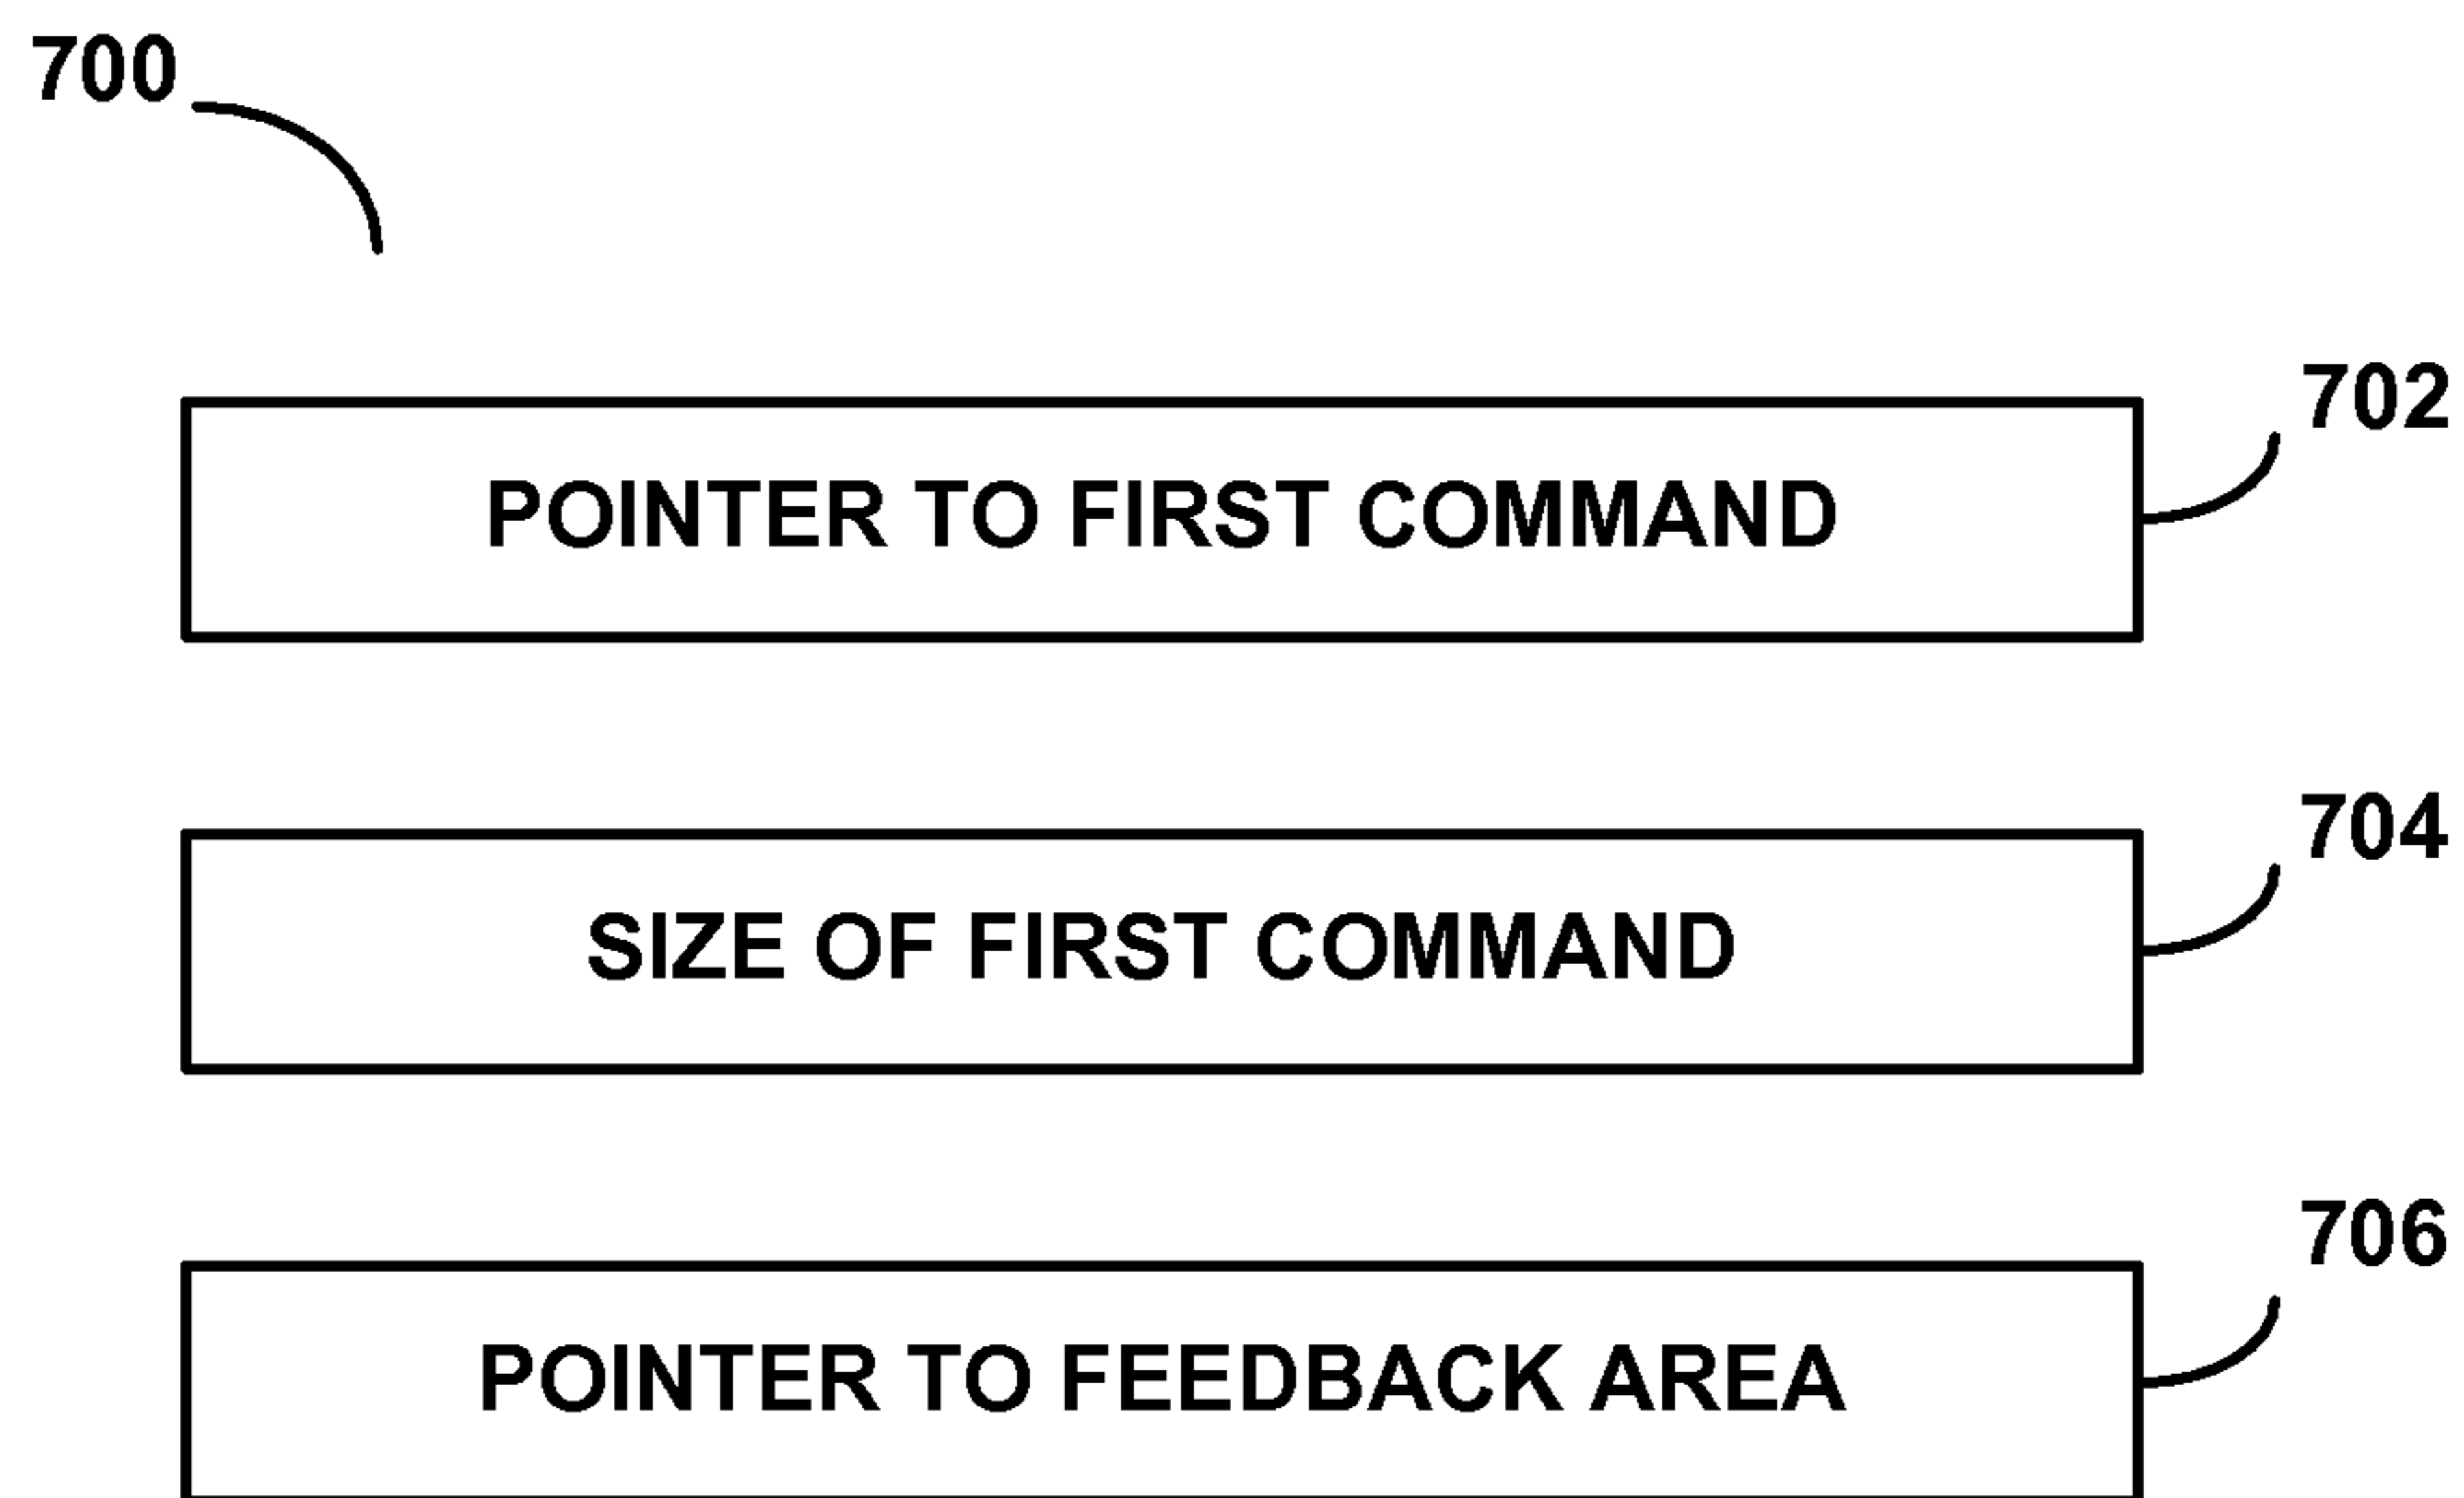 700
702
POINTER TO FIRST COMMAND
704
SIZE OF FIRST COMMAND
706
POINTER TO FEEDBACK AREA